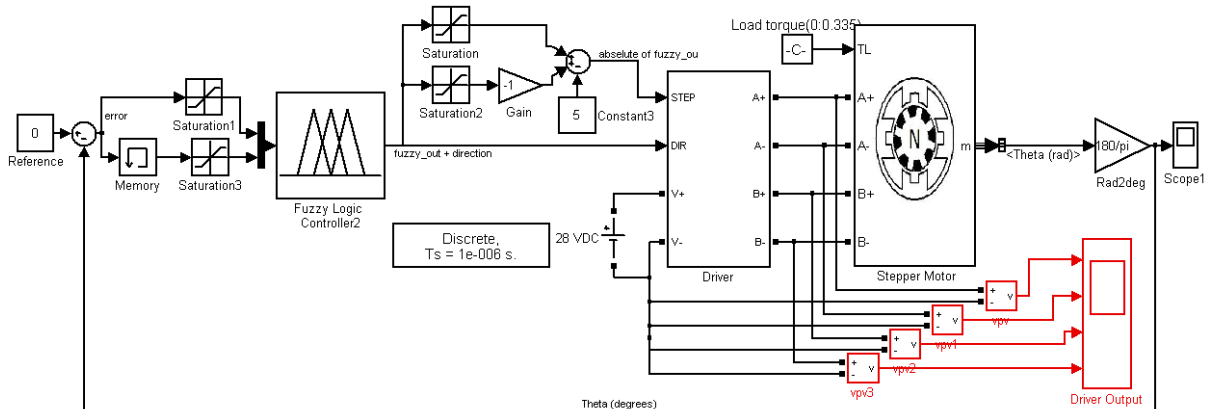 Load torque(0:0.335)
-C-
TL
Saturation
abselute of fuzzy_ou
-1
Gain
Saturation2
5
Constant3
STEP
A+
A+
0
Reference
error
Saturation1
Memory
Saturation3
Fuzzy Logic
Controller2
fuzzy_out + direction
DIR
A-
A-
N
m
<Theta (rad)>
180/pi
Rad2deg
Scope1
V+
B+
B+
Discrete,
Ts = 1e-006 s.
28 VDC
V-
B-
B-
Driver
Stepper Motor
+
-
v
vpv
+
-
v
vpv1
+
-
v
vpv2
+
-
v
vpv3
Driver Output
Theta (degrees)